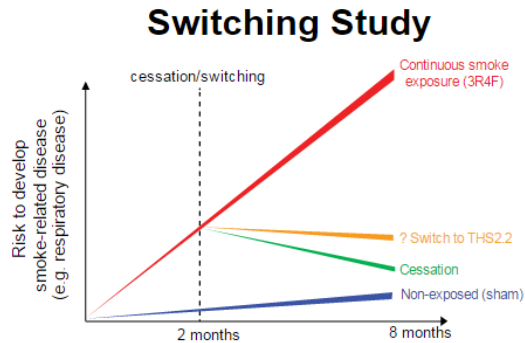 Switching Study
cessation/switching
Continuous smoke
exposure (3R4F)
Risk to develop
smoke-related disease
(e.g. respiratory disease)
? Switch to THS2.2
Cessation
Non-exposed (sham)
2 months
8 months